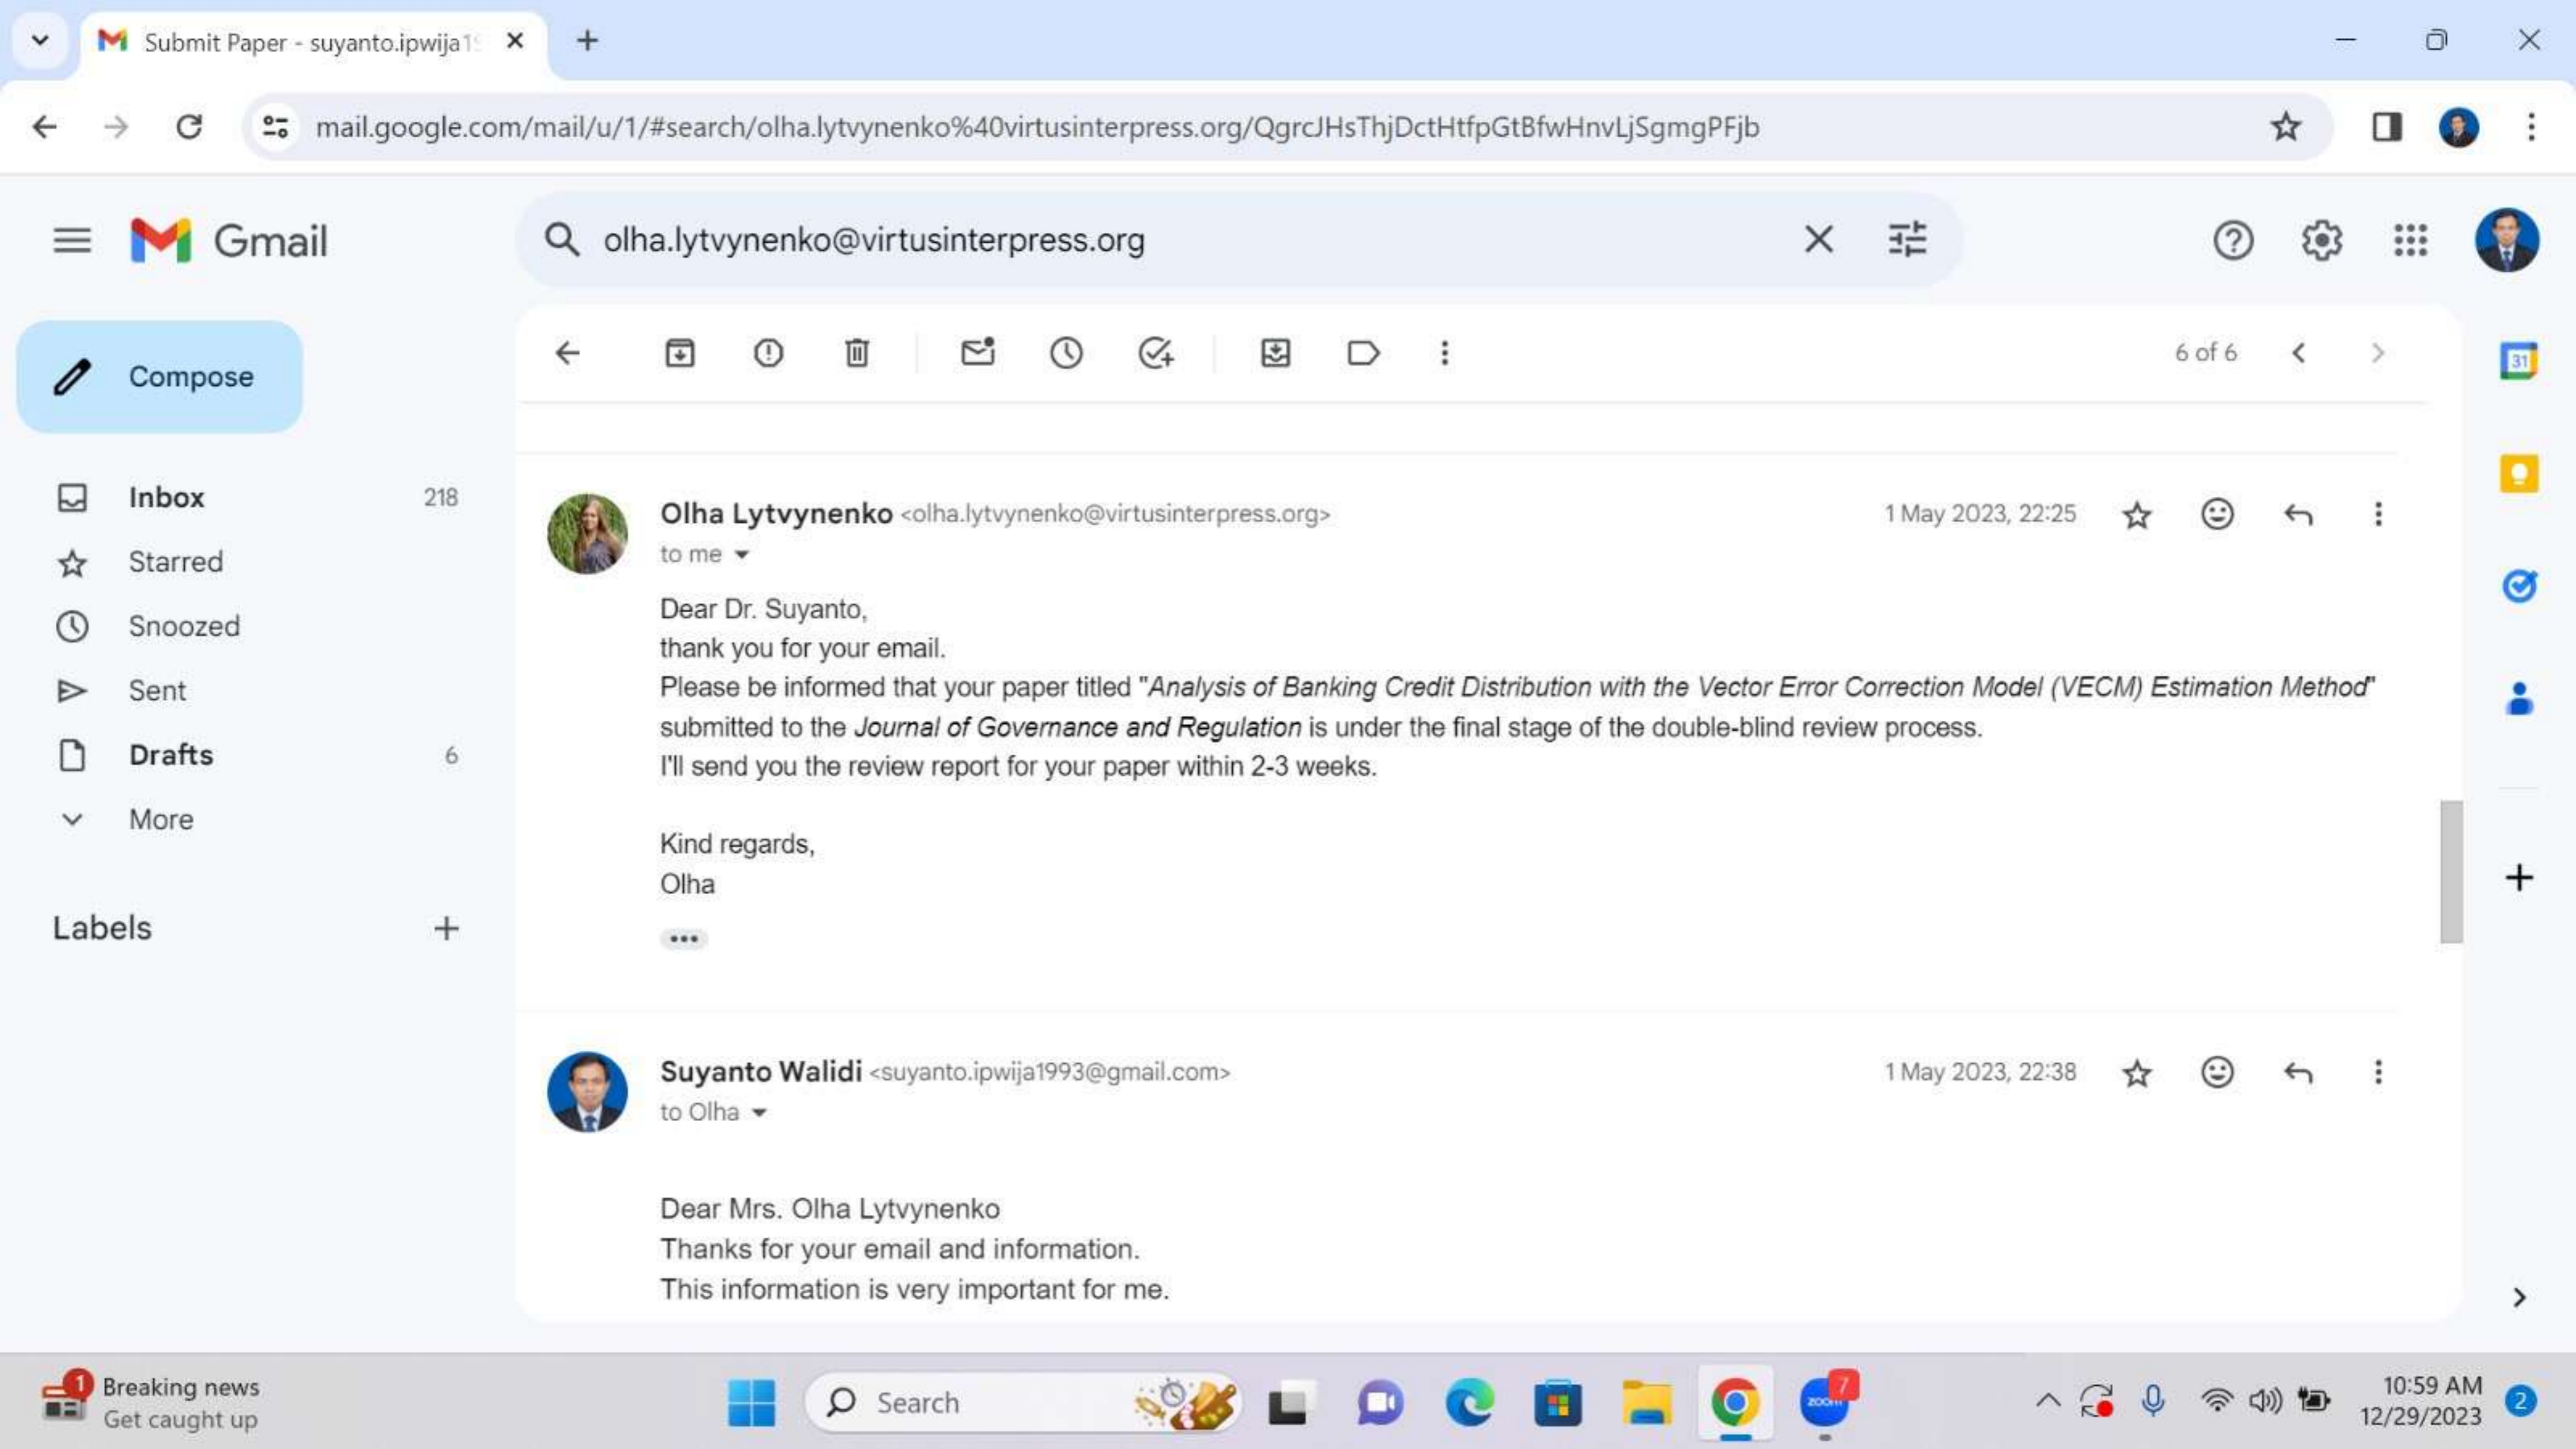 Submit Paper - suyanto.ipwija19
mail.google.com/mail/u/1/#search/olha.lytvynenko%40virtusinterpress.org/QgrcJHsThjDctHtfpGtBfwHnvLjSgmgPFjb
Gmail
olha.lytvynenko@virtusinterpress.org
Compose
6 of 6
31
Inbox 218
Starred
Snoozed
Sent
Drafts 6
More
Labels
Olha Lytvynenko <olha.lytvynenko@virtusinterpress.org> 1 May 2023, 22:25
to me
Dear Dr. Suyanto,
thank you for your email.
Please be informed that your paper titled "Analysis of Banking Credit Distribution with the Vector Error Correction Model (VECM) Estimation Method"
submitted to the Journal of Governance and Regulation is under the final stage of the double-blind review process.
I'll send you the review report for your paper within 2-3 weeks.
Kind regards,
Olha
Suyanto Walidi <suyanto.ipwija1993@gmail.com> 1 May 2023, 22:38
to Olha
Dear Mrs. Olha Lytvynenko
Thanks for your email and information.
This information is very important for me.
1
Breaking news
Get caught up
Search
zoom
7
10:59 AM
12/29/2023
2